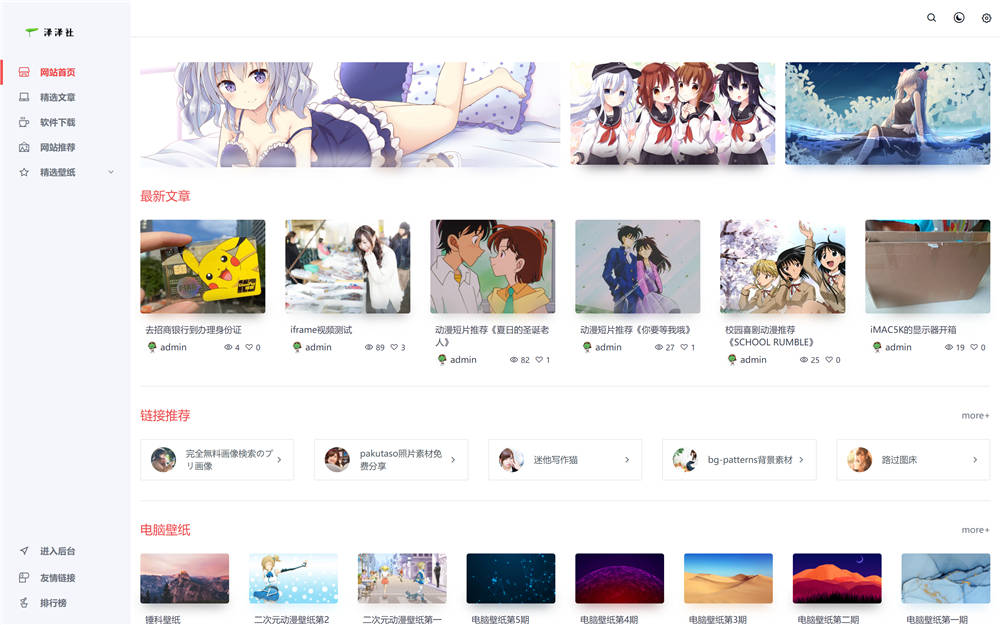 泽泽社
网站首页
精选文章
软件下载
网站推荐
精选壁纸
最新文章
去招商银行到办理身份证
admin 4 0
iframe视频测试
admin 89 3
动漫短片推荐《夏日的圣诞老
人》
admin 82 1
动漫短片推荐《你要等我哦》
admin 27 1
校园喜剧动漫推荐
《SCHOOL RUMBLE》
admin 25 0
iMAC5K的显示器开箱
admin 19 0
链接推荐
more+
完全無料画像検索のプ
リ画像
pakutaso照片素材免
费分享
迷他写作猫
bg-patterns背景素材
路过图床
电脑壁纸
more+
锤科壁纸
二次元动漫壁纸第2
二次元动漫壁纸第一
电脑壁纸第5期
电脑壁纸第4期
电脑壁纸第3期
电脑壁纸第二期
电脑壁纸第一期
进入后台
友情链接
排行榜